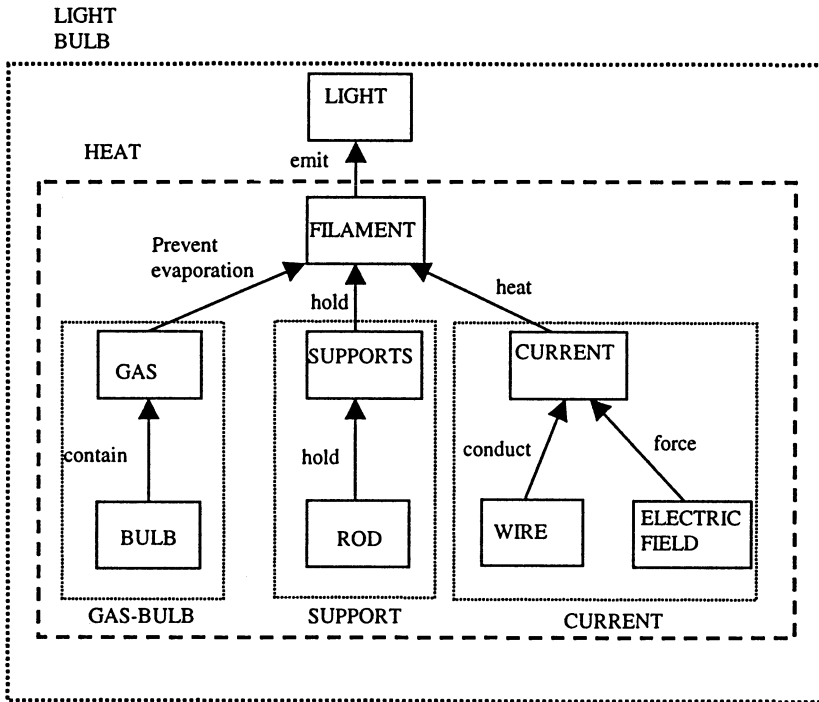 LIGHT
BULB
LIGHT
HEAT
emit
FILAMENT
Prevent
evaporation
hold
heat
GAS
SUPPORTS
CURRENT
contain
hold
conduct
force
BULB
ROD
WIRE
ELECTRIC
FIELD
GAS-BULB
SUPPORT
CURRENT